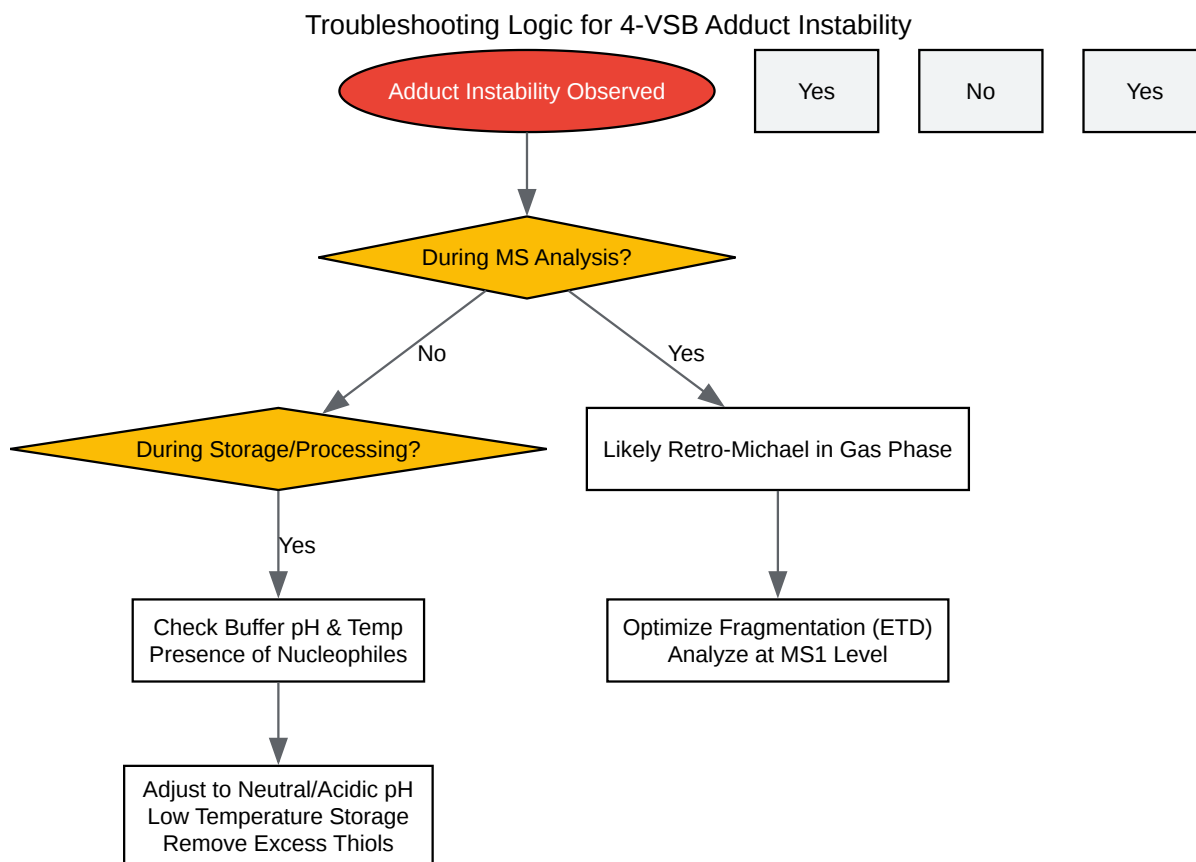 Troubleshooting Logic for 4-VSB Adduct Instability
Adduct Instability Observed
Yes
No
Yes
During MS Analysis?
No
Yes
During Storage/Processing?
Likely Retro-Michael in Gas Phase
Yes
Check Buffer pH & Temp
Presence of Nucleophiles
Optimize Fragmentation (ETD)
Analyze at MS1 Level
Adjust to Neutral/Acidic pH
Low Temperature Storage
Remove Excess Thiols